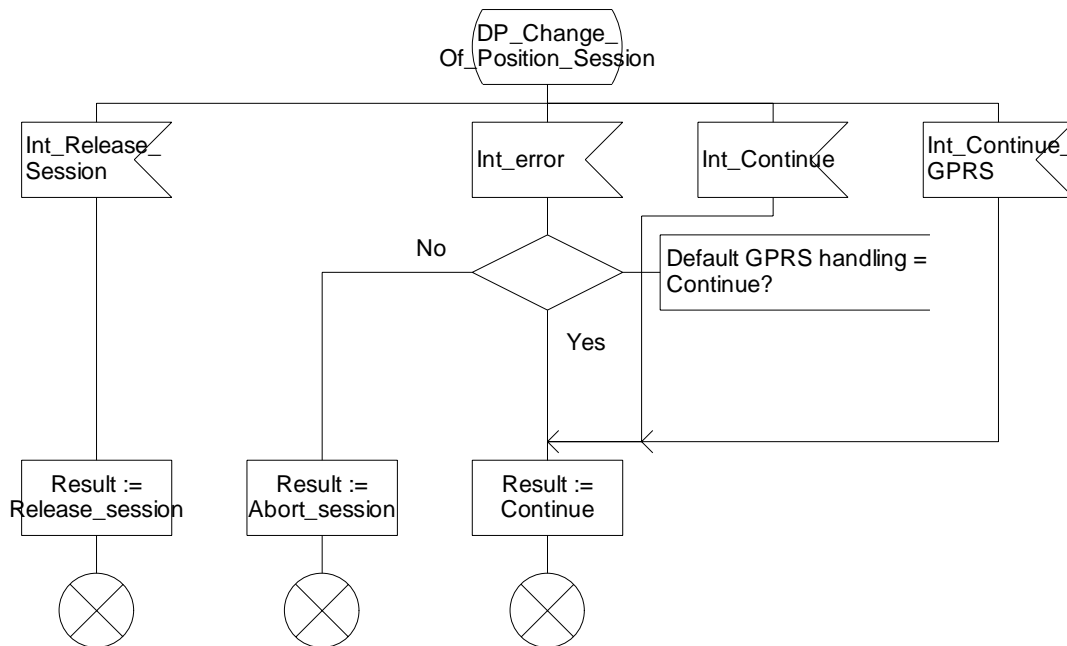 DP_Change_
Of_Position_Session
Int_Release_
Session
Int_error
Int_Continue
Int_Continue_
GPRS
No
Default GPRS handling =
Continue?
Yes
Result :=
Release_session
Result :=
Abort_session
Result :=
Continue